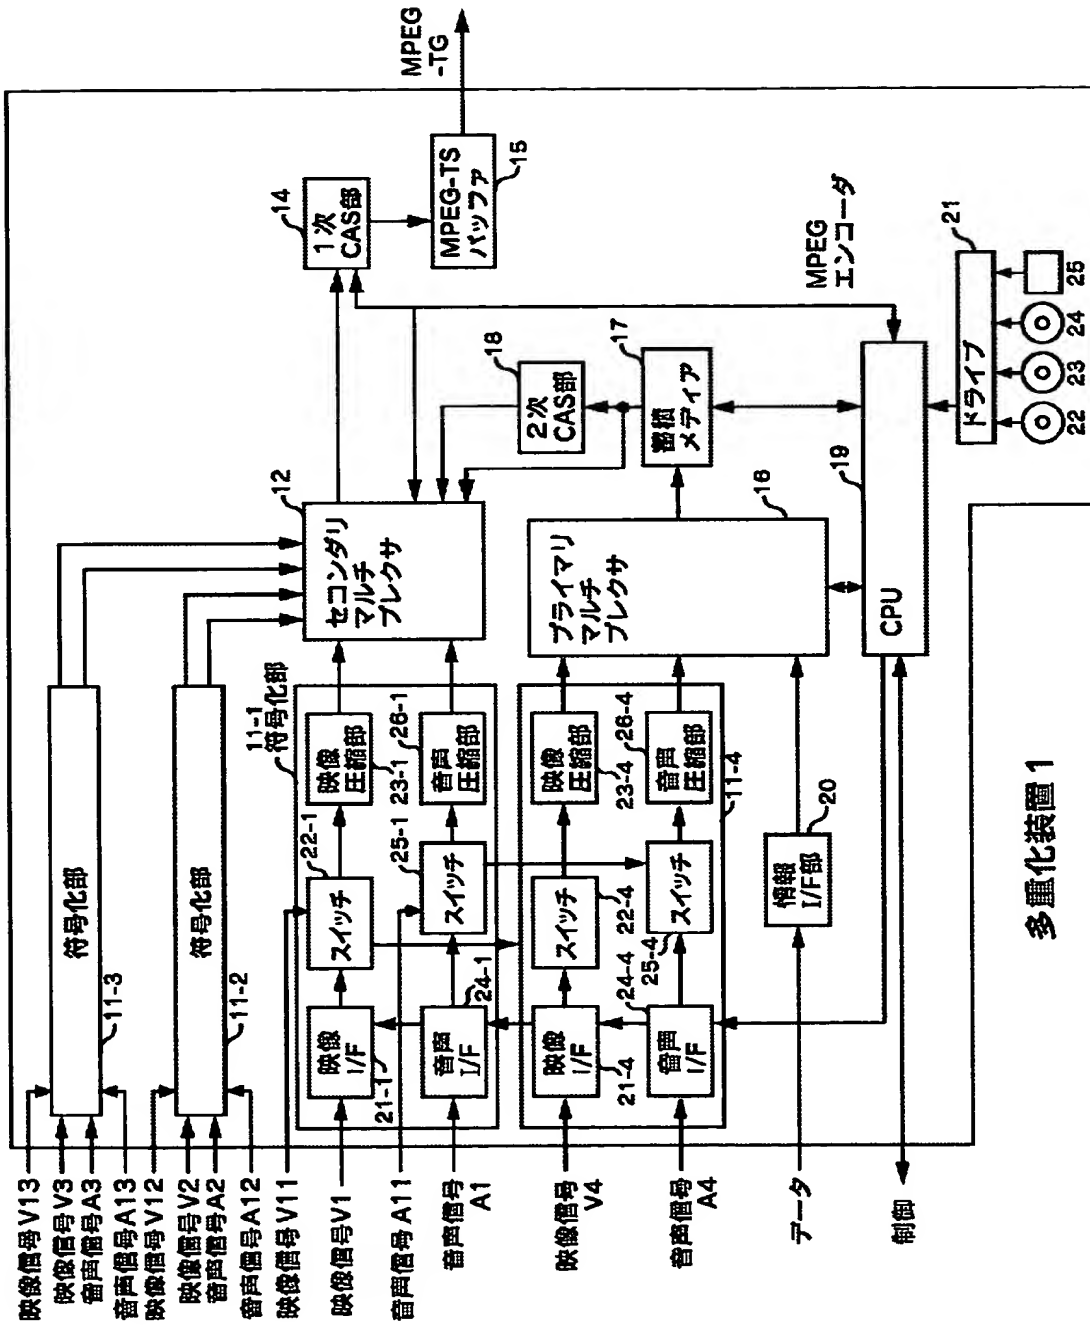 映像信号V13
映像信号V3
音声信号A3
音声信号A13
映像信号V12
映像信号V2
音声信号A2
音声信号A12
映像信号V11
映像信号V1
音声信号A11
音声信号
A1
映像信号
V4
音声信号
A4
データ
制御
符号化部
11-3
符号化部
11-2
11-1
符号化部
映像
I/F
21-1
スイッチ
22-1
映像
圧縮部
23-1
音声
I/F
24-1
スイッチ
25-1
音声
圧縮部
26-1
映像
I/F
21-4
スイッチ
22-4
映像
圧縮部
23-4
音声
I/F
24-4
スイッチ
25-4
音声
圧縮部
26-4
11-4
情報
I/F部
20
セコンダリ
マルチ
プレクサ
12
プライマリ
マルチ
プレクサ
16
CPU
19
蓄積
メディア
17
2次
CAS部
18
1次
CAS部
14
MPEG-TS
バッファ
15
MPEG
-TG
MPEG
エンコーダ
ドライブ
21
22
23
24
25
多重化装置1